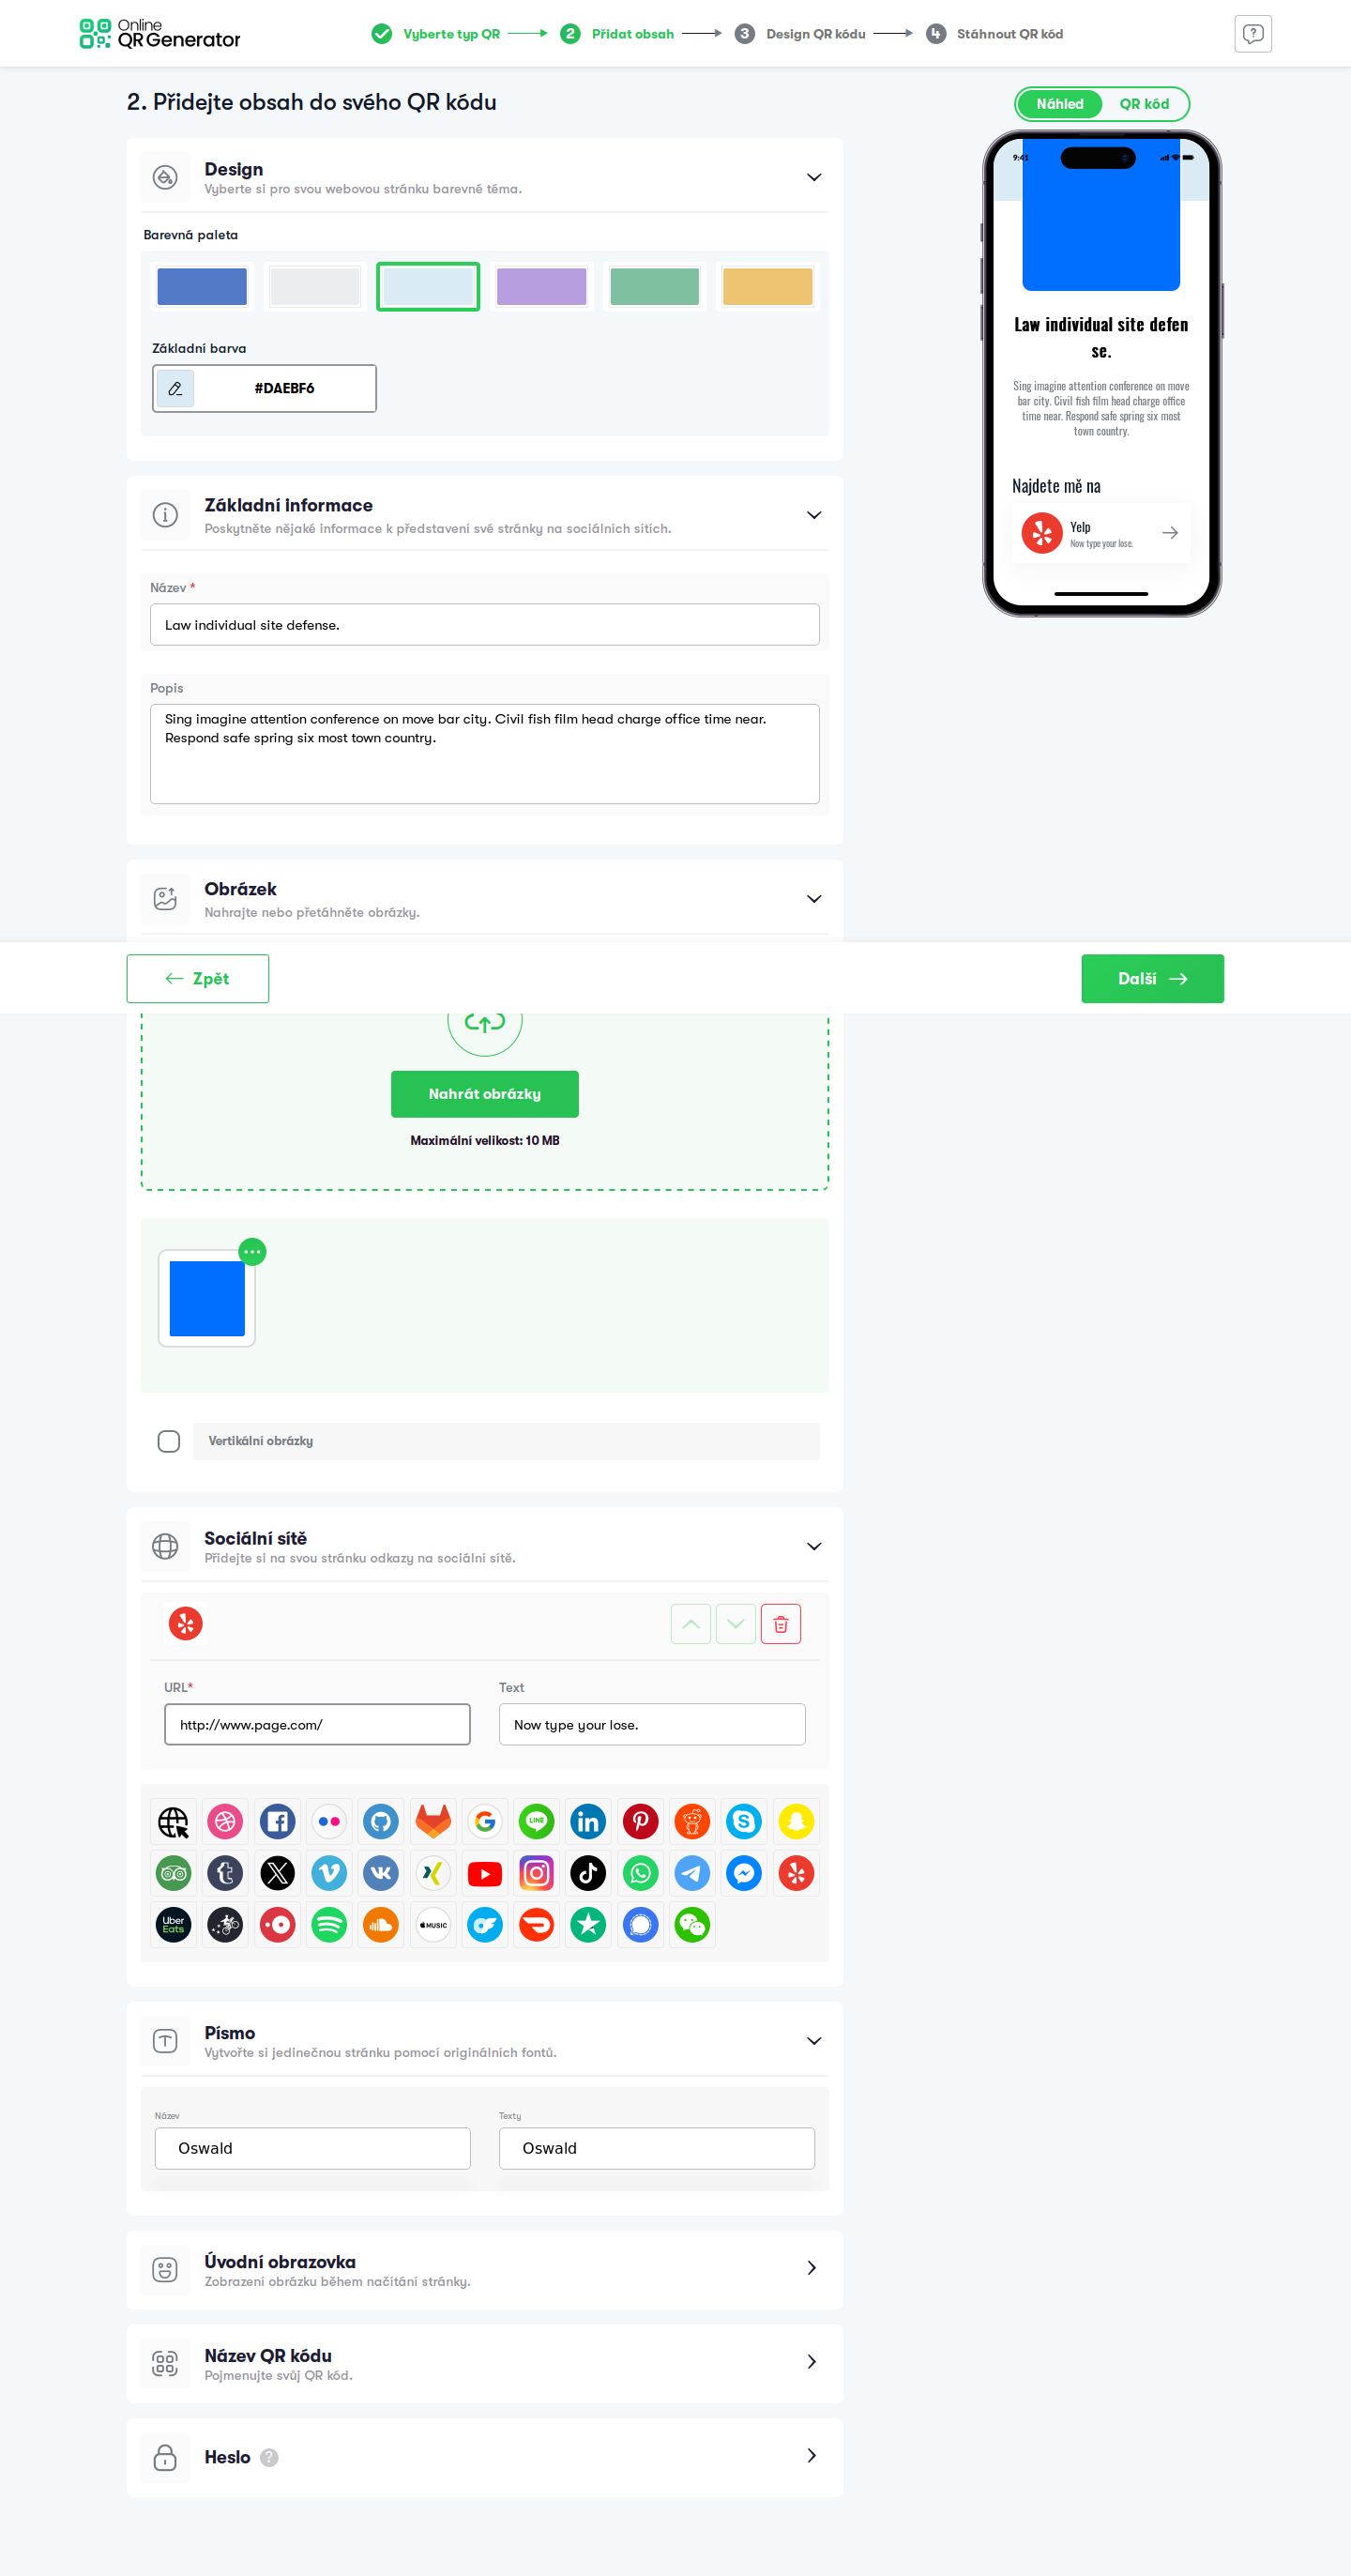 Online
QR Generator
Vyberte typ QR
2 Přidat obsah
3 Design QR kódu
4 Stáhnout QR kód
2. Přidejte obsah do svého QR kódu
Náhled
QR kód
Design
Vyberte si pro svou webovou stránku barevné téma.
Barevná paleta
Základní barva
#DAEBF6
9:41
Law individual site defen
se.
Sing imagine attention conference on move
bar city. Civil fish film head charge office
time near. Respond safe spring six most
town country.
Najdete mě na
Yelp
Now type your lose.
Základní informace
Poskytněte nějaké informace k představení své stránky na sociálních sítích.
Název *
Law individual site defense.
Popis
Sing imagine attention conference on move bar city. Civil fish film head charge office time near.
Respond safe spring six most town country.
Obrázek
Nahrajte nebo přetáhněte obrázky.
Zpět
Další
Nahrát obrázky
Maximální velikost: 10 MB
Vertikální obrázky
Sociální sítě
Přidejte si na svou stránku odkazy na sociální sítě.
URL*
Text
http://www.page.com/
Now type your lose.
LINE
Uber
Eats
MUSIC
Písmo
Vytvořte si jedinečnou stránku pomocí originálních fontů.
Název
Texty
Oswald
Oswald
Úvodní obrazovka
Zobrazení obrázku během načítání stránky.
Název QR kódu
Pojmenujte svůj QR kód.
Heslo ?